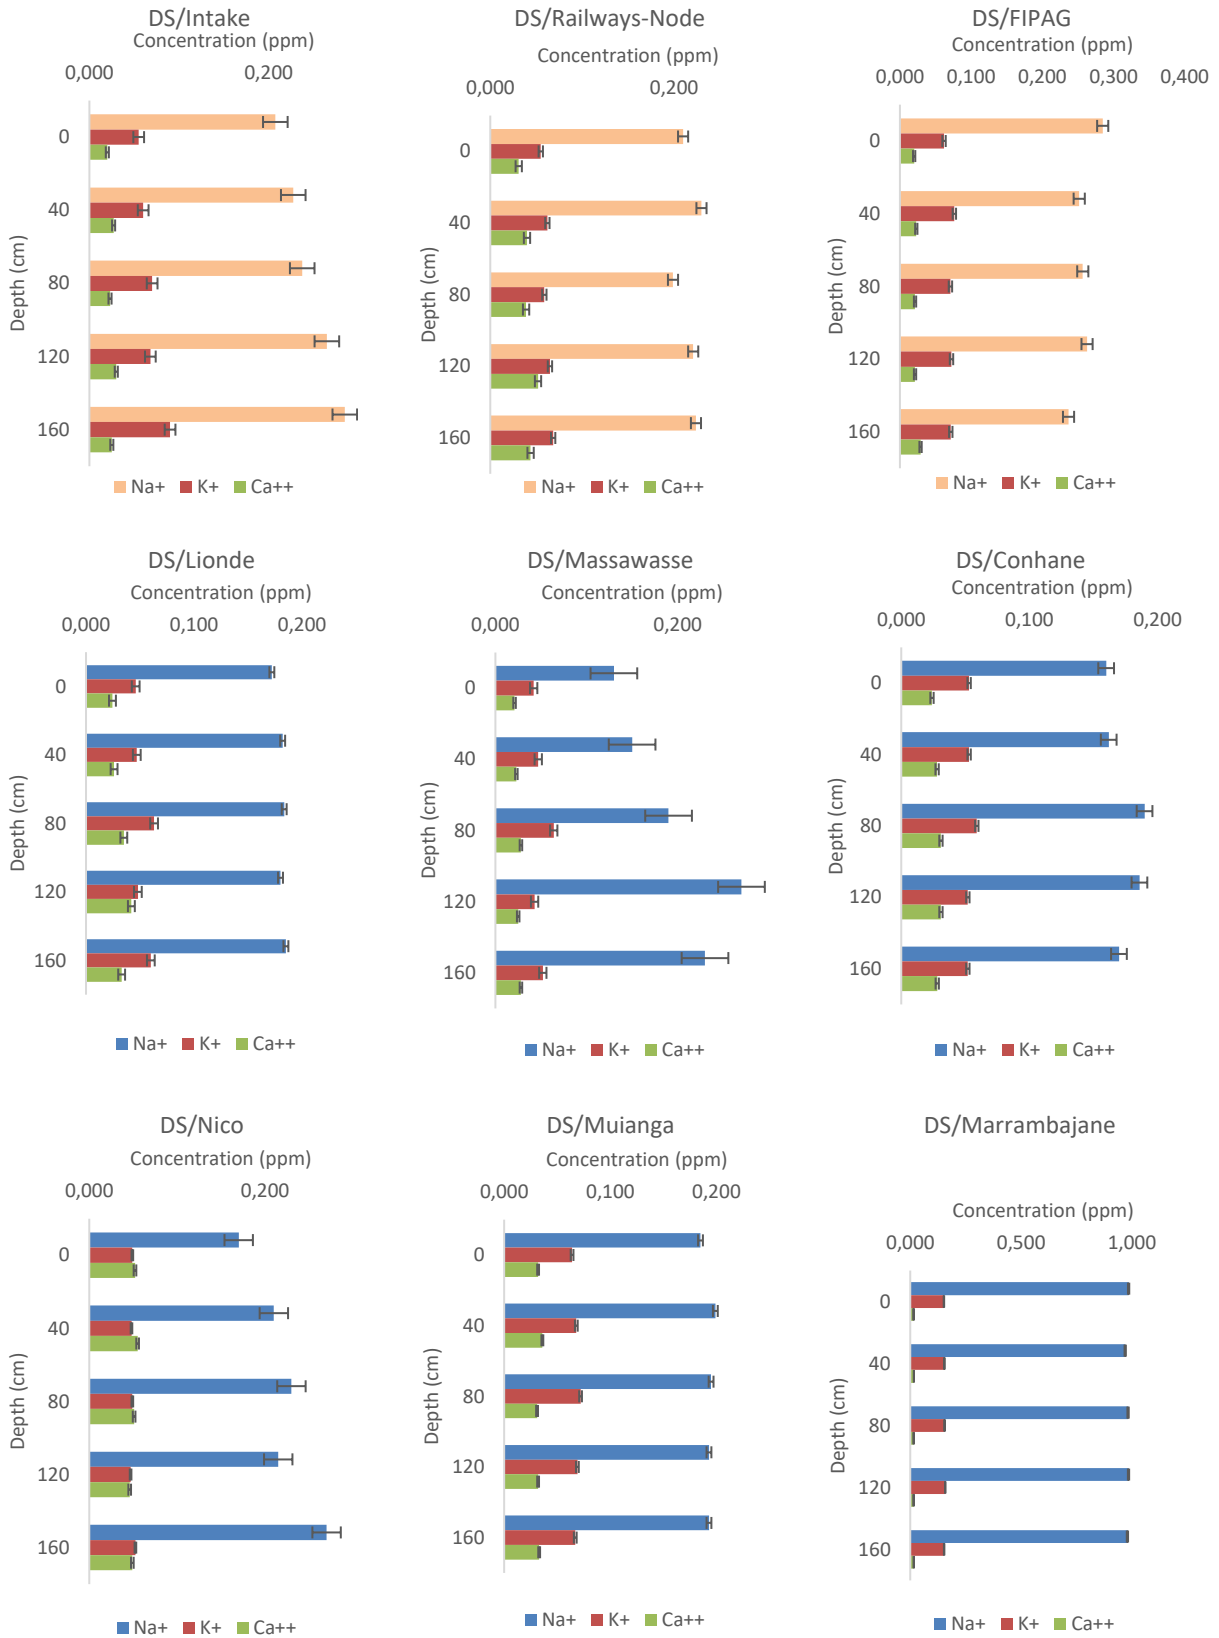 DS/Intake
Concentration (ppm)
0,000 0,200
0
40
80
120
160
Depth (cm)
Na+ K+ Ca++
DS/Railways-Node
Concentration (ppm)
0,000 0,200
0
40
80
120
160
Depth (cm)
Na+ K+ Ca++
DS/FIPAG
Concentration (ppm)
0,000 0,100 0,200 0,300 0,400
0
40
80
120
160
Depth (cm)
Na+ K+ Ca++
DS/Lionde
Concentration (ppm)
0,000 0,100 0,200
0
40
80
120
160
Depth (cm)
Na+ K+ Ca++
DS/Massawasse
Concentration (ppm)
0,000 0,200
0
40
80
120
160
Depth (cm)
Na+ K+ Ca++
DS/Conhane
Concentration (ppm)
0,000 0,100 0,200
0
40
80
120
160
Depth (cm)
Na+ K+ Ca++
DS/Nico
Concentration (ppm)
0,000 0,200
0
40
80
120
160
Depth (cm)
Na+ K+ Ca++
DS/Muianga
Concentration (ppm)
0,000 0,100 0,200
0
40
80
120
160
Depth (cm)
Na+ K+ Ca++
DS/Marrambajane
Concentration (ppm)
0,000 0,500 1,000
0
40
80
120
160
Depth (cm)
Na+ K+ Ca++